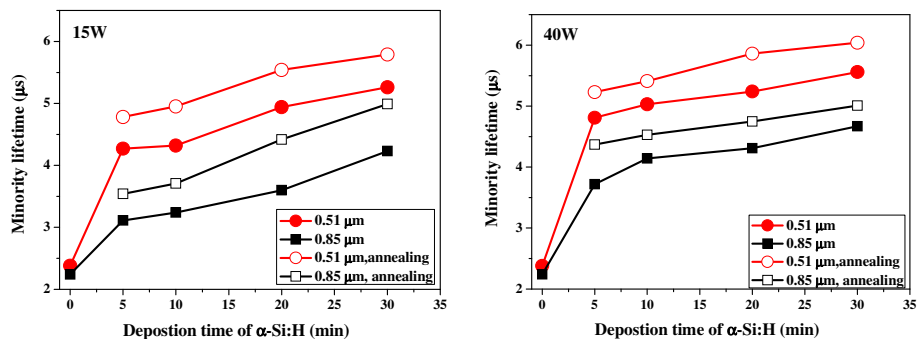 15W
Minority lifetime (μs)
6
5
4
3
2
0.51 μm
0.85 μm
0.51 μm,annealing
0.85 μm, annealing
0 5 10 15 20 25 30 35
Depostion time of α-Si:H (min)
40W
Minority lifetime (μs)
6
5
4
3
2
0.51 μm
0.85 μm
0.51 μm,annealing
0.85 μm, annealing
0 5 10 15 20 25 30 35
Depostion time of α-Si:H (min)